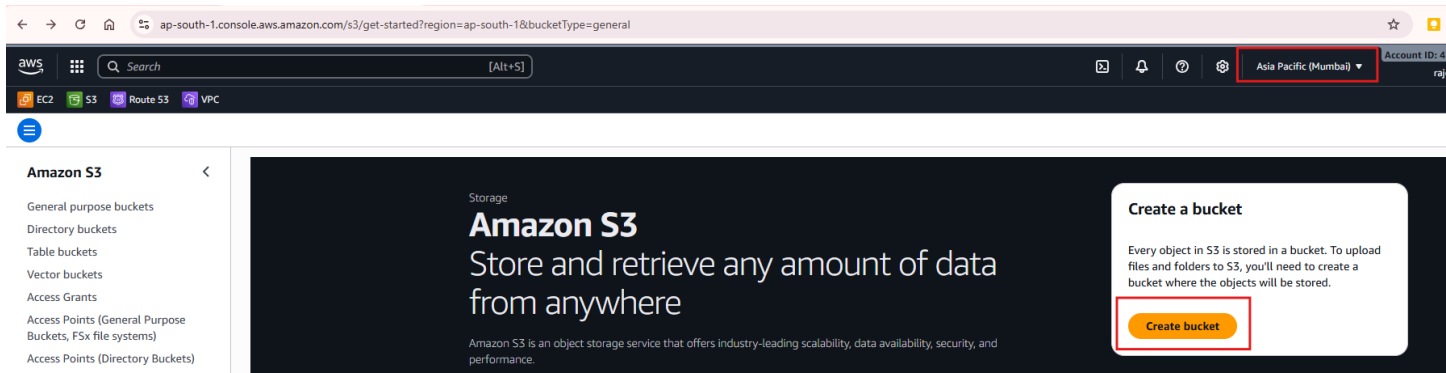 ap-south-1.console.aws.amazon.com/s3/get-started?region=ap-south-1&bucketType=general
aws
Search
[Alt+S]
Asia Pacific (Mumbai)
Account ID: 4
raj
EC2
S3
Route 53
VPC
Amazon S3
General purpose buckets
Directory buckets
Table buckets
Vector buckets
Access Grants
Access Points (General Purpose
Buckets, FSx file systems)
Access Points (Directory Buckets)
Storage
Amazon S3
Store and retrieve any amount of data
from anywhere
Amazon S3 is an object storage service that offers industry-leading scalability, data availability, security, and
performance.
Create a bucket
Every object in S3 is stored in a bucket. To upload
files and folders to S3, you'll need to create a
bucket where the objects will be stored.
Create bucket